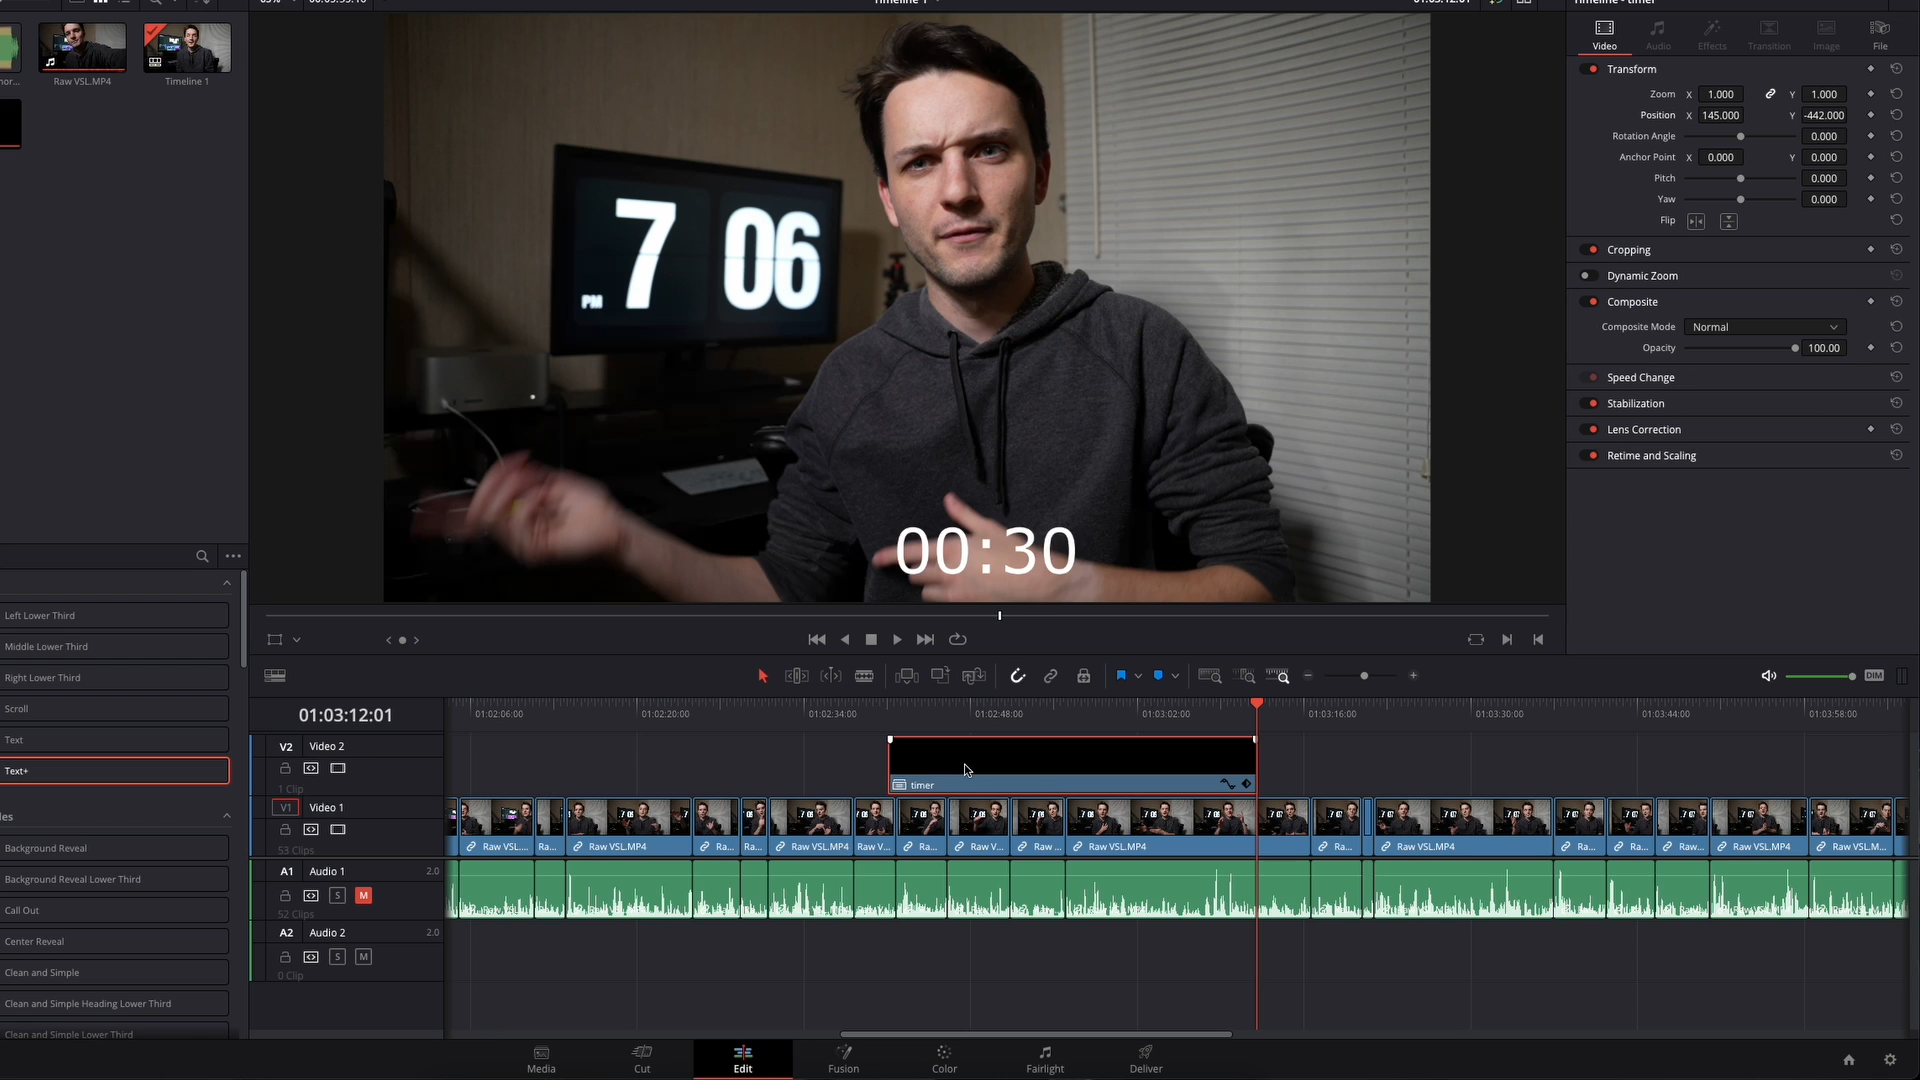 Timeline 1
01:03:12:01
Timeline - timer
Raw VSL.MP4
Timeline 1
Video
Audio
Effects
Transition
Image
File
Transform
Zoom X 1.000 Y 1.000
Position X 145.000 Y -442.000
Rotation Angle 0.000
Anchor Point X 0.000 Y 0.000
Pitch 0.000
Yaw 0.000
Flip
Cropping
Dynamic Zoom
Composite
Composite Mode Normal
Opacity 100.00
Speed Change
Stabilization
Lens Correction
Retime and Scaling
PM 7 06
00:30
Left Lower Third
Middle Lower Third
Right Lower Third
Scroll
Text
Text+
Background Reveal
Background Reveal Lower Third
Call Out
Center Reveal
Clean and Simple
Clean and Simple Heading Lower Third
Clean and Simple Lower Third
DIM
01:03:12:01
01:02:06:00 01:02:20:00 01:02:34:00 01:02:48:00 01:03:02:00 01:03:16:00 01:03:30:00 01:03:44:00 01:03:58:00
V2 Video 2
1 Clip
timer
V1 Video 1
53 Clips
Raw VSL.... Ra... Raw VSL.MP4 Ra... Ra... Raw VSL.MP4 Raw V... Ra... Raw V... Raw ... Raw VSL.MP4 Ra... Raw VSL.MP4 Ra... Ra... Raw... Raw VSL.MP4 Raw VSL.M...
A1 Audio 1 2.0
S M
52 Clips
A2 Audio 2 2.0
S M
0 Clip
Media
Cut
Edit
Fusion
Color
Fairlight
Deliver